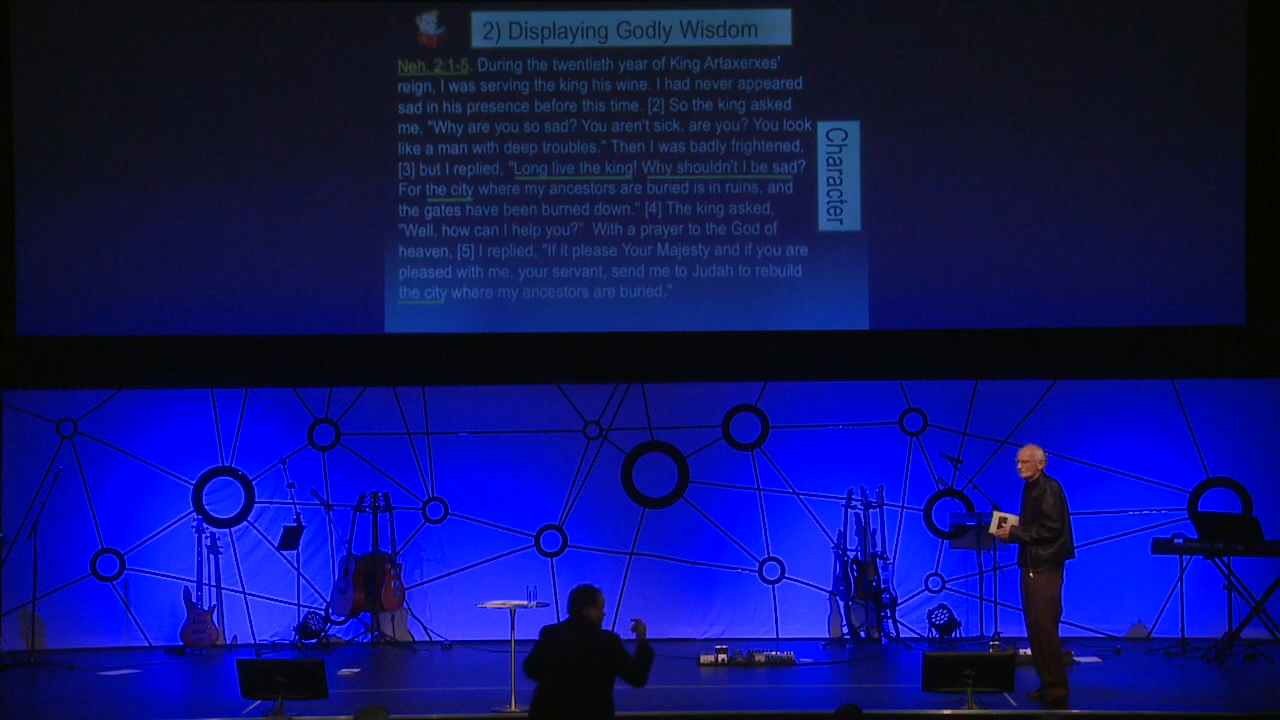 2) Displaying Godly Wisdom
Neh. 2:1-5. During the twentieth year of King Artaxerxes'
reign, I was serving the king his wine. I had never appeared
sad in his presence before this time. [2] So the king asked
me, "Why are you so sad? You aren't sick, are you? You look
like a man with deep troubles." Then I was badly frightened,
[3] but I replied, "Long live the king! Why shouldn't I be sad?
For the city where my ancestors are buried is in ruins, and
the gates have been burned down." [4] The king asked,
"Well, how can I help you?" With a prayer to the God of
heaven, [5] I replied, "If it please Your Majesty and if you are
pleased with me, your servant, send me to Judah to rebuild
the city where my ancestors are buried."
Character